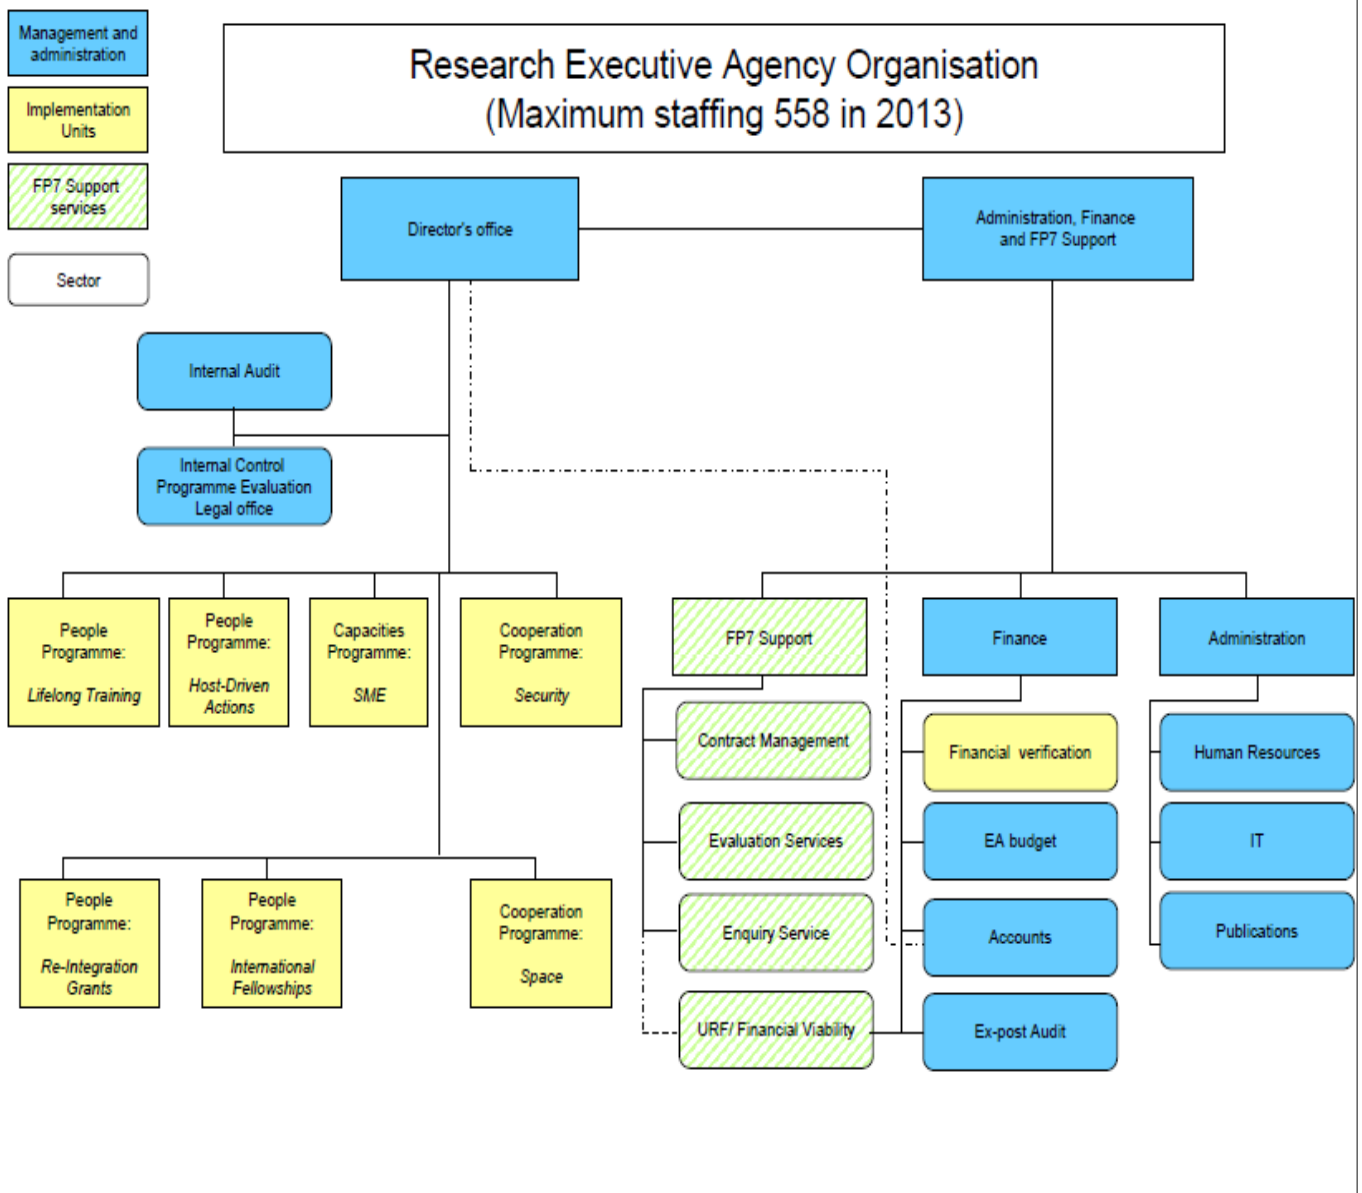 Management and
administration
Implementation
Units
FP7 Support
services
Sector
Research Executive Agency Organisation
(Maximum staffing 558 in 2013)
Director's office
Administration, Finance
and FP7 Support
Internal Audit
Internal Control
Programme Evaluation
Legal office
People
Programme:
Lifelong Training
People
Programme:
Host-Driven
Actions
Capacities
Programme:
SME
Cooperation
Programme:
Security
FP7 Support
Finance
Administration
Contract Management
Financial verification
Human Resources
Evaluation Services
EA budget
IT
Enquiry Service
Accounts
Publications
URF/ Financial Viability
Ex-post Audit
People
Programme:
Re-Integration
Grants
People
Programme:
International
Fellowships
Cooperation
Programme:
Space